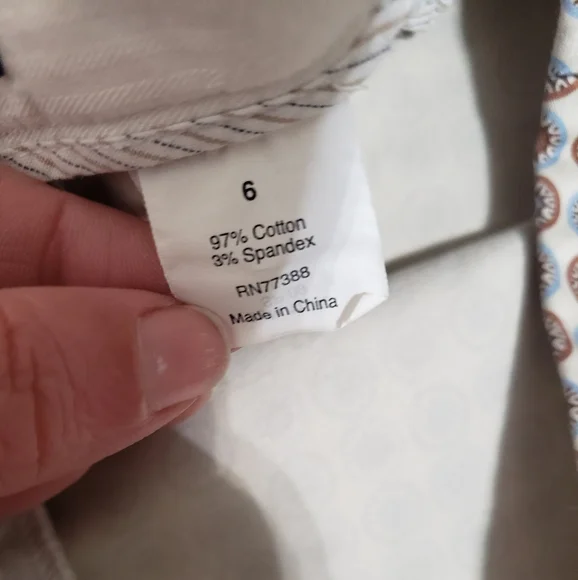 6
97% Cotton
3% Spandex
RN77388
Made in China